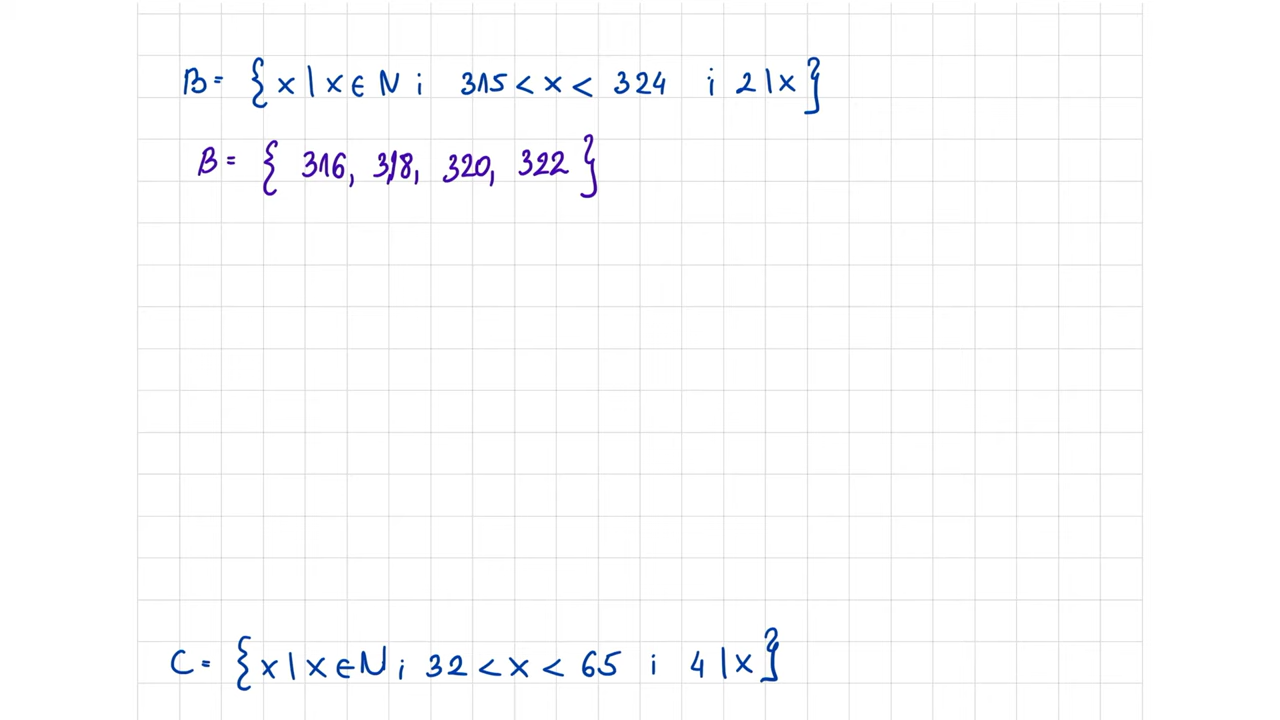 B = { x | x ∈ N i 315 < x < 324 i 2 | x }
B = { 316, 318, 320, 322 }
C = { x | x ∈ N i 32 < x < 65 i 4 | x }